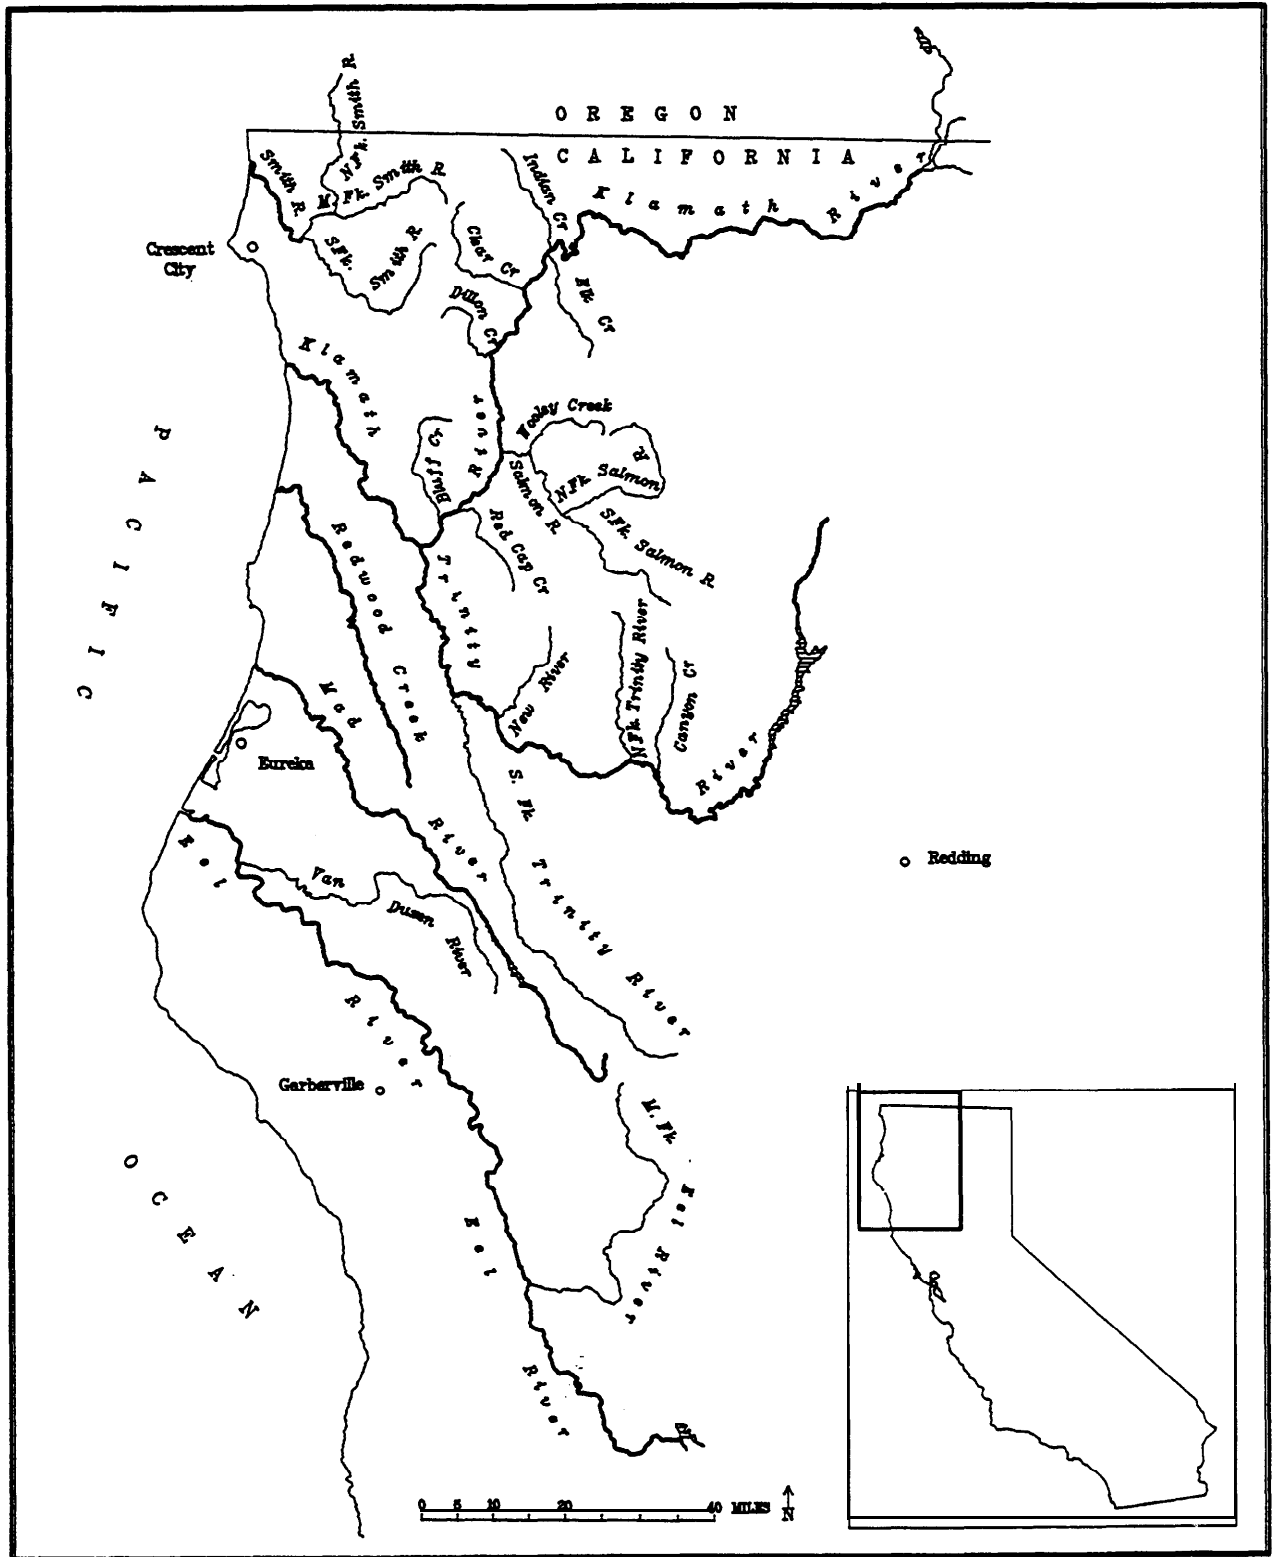 OREGON
CALIFORNIA
N.Fk. Smith R.
Smith R.
M. Fk. Smith R.
S.Fk. Smith R.
Indian Cr
Klamath River
Crescent
City
Clear Cr
Elk Cr
Dillon Cr
Klamath River
Wooley Creek
Bluff Cr
Salmon R.
N.Fk Salmon R.
S.Fk. Salmon R.
Red Cap Cr
PACIFIC
Redwood Creek
Trinity
New River
N.Fk Trinity River
Canyon Cr
River
Mad River
Eureka
S. Fk Trinity River
Redding
Eel River
Van Dusen River
Garberville
M. Fk Eel River
OCEAN
Eel River
0 5 10 20 40 MILES
N